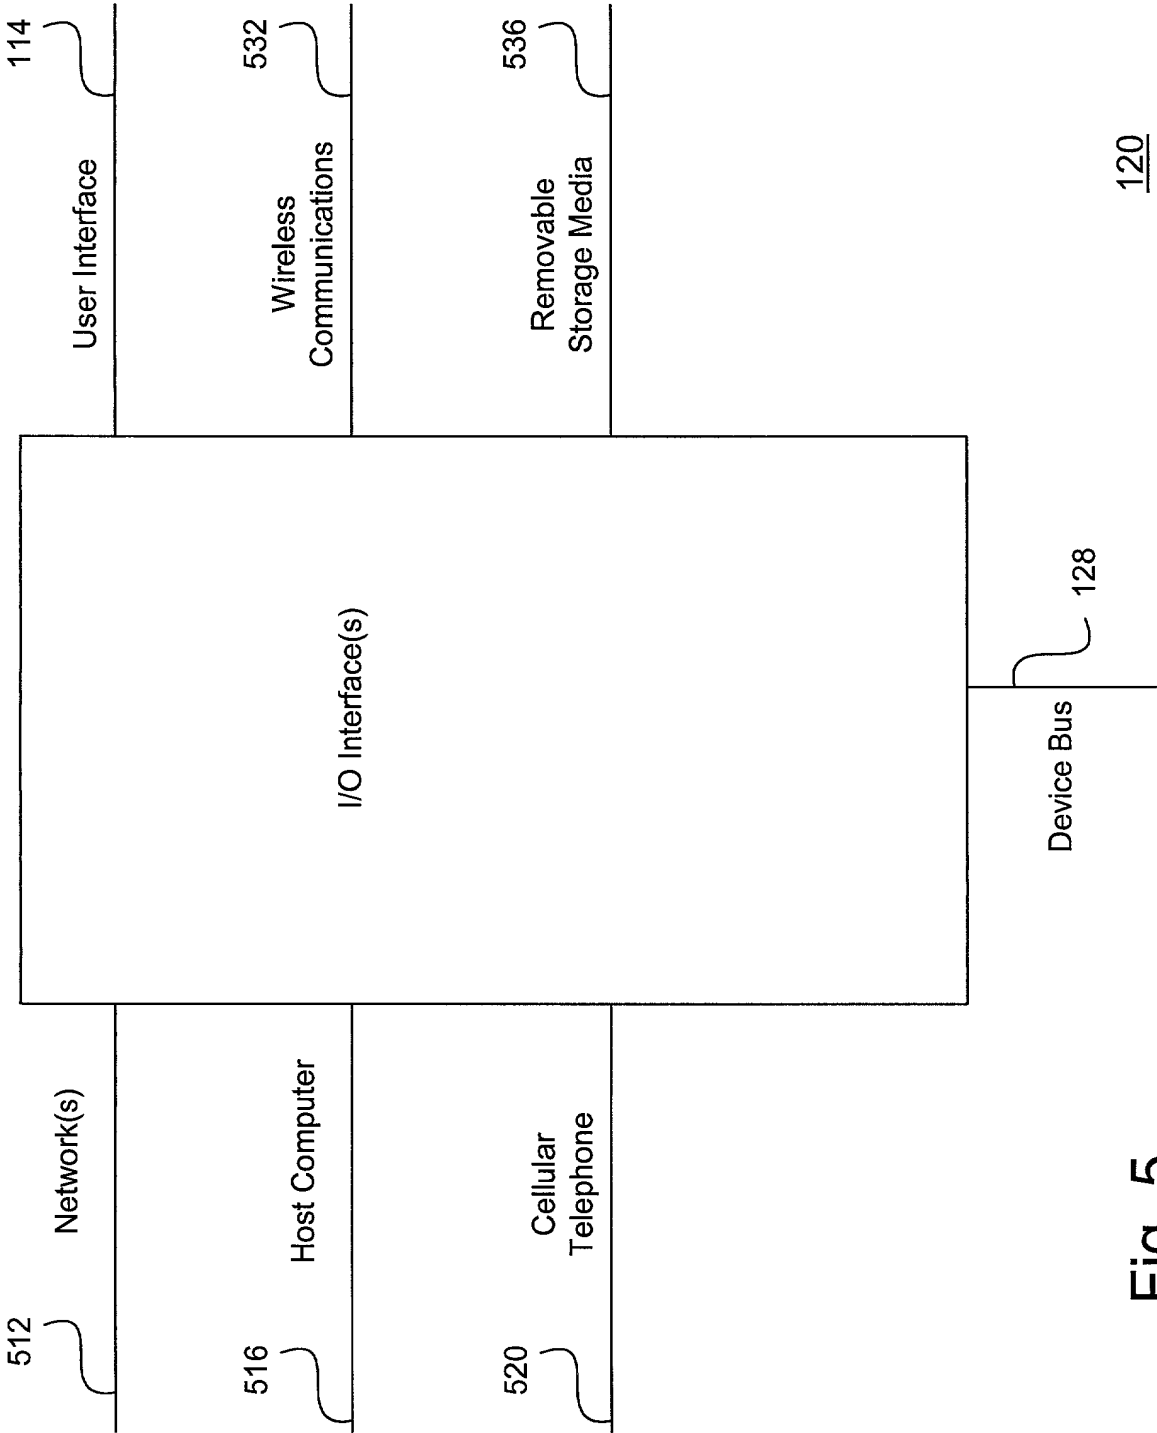 512
Network(s)
516
Host Computer
520
Cellular
Telephone
I/O Interface(s)
114
User Interface
532
Wireless
Communications
536
Removable
Storage Media
Device Bus
128
120
Fig. 5